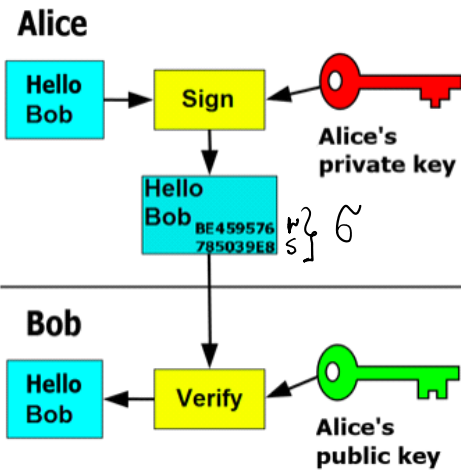 Alice
Hello
Bob
Sign
Alice's
private key
Hello
Bob
BE459576 r
785039E8 s } σ
Bob
Hello
Bob
Verify
Alice's
public key